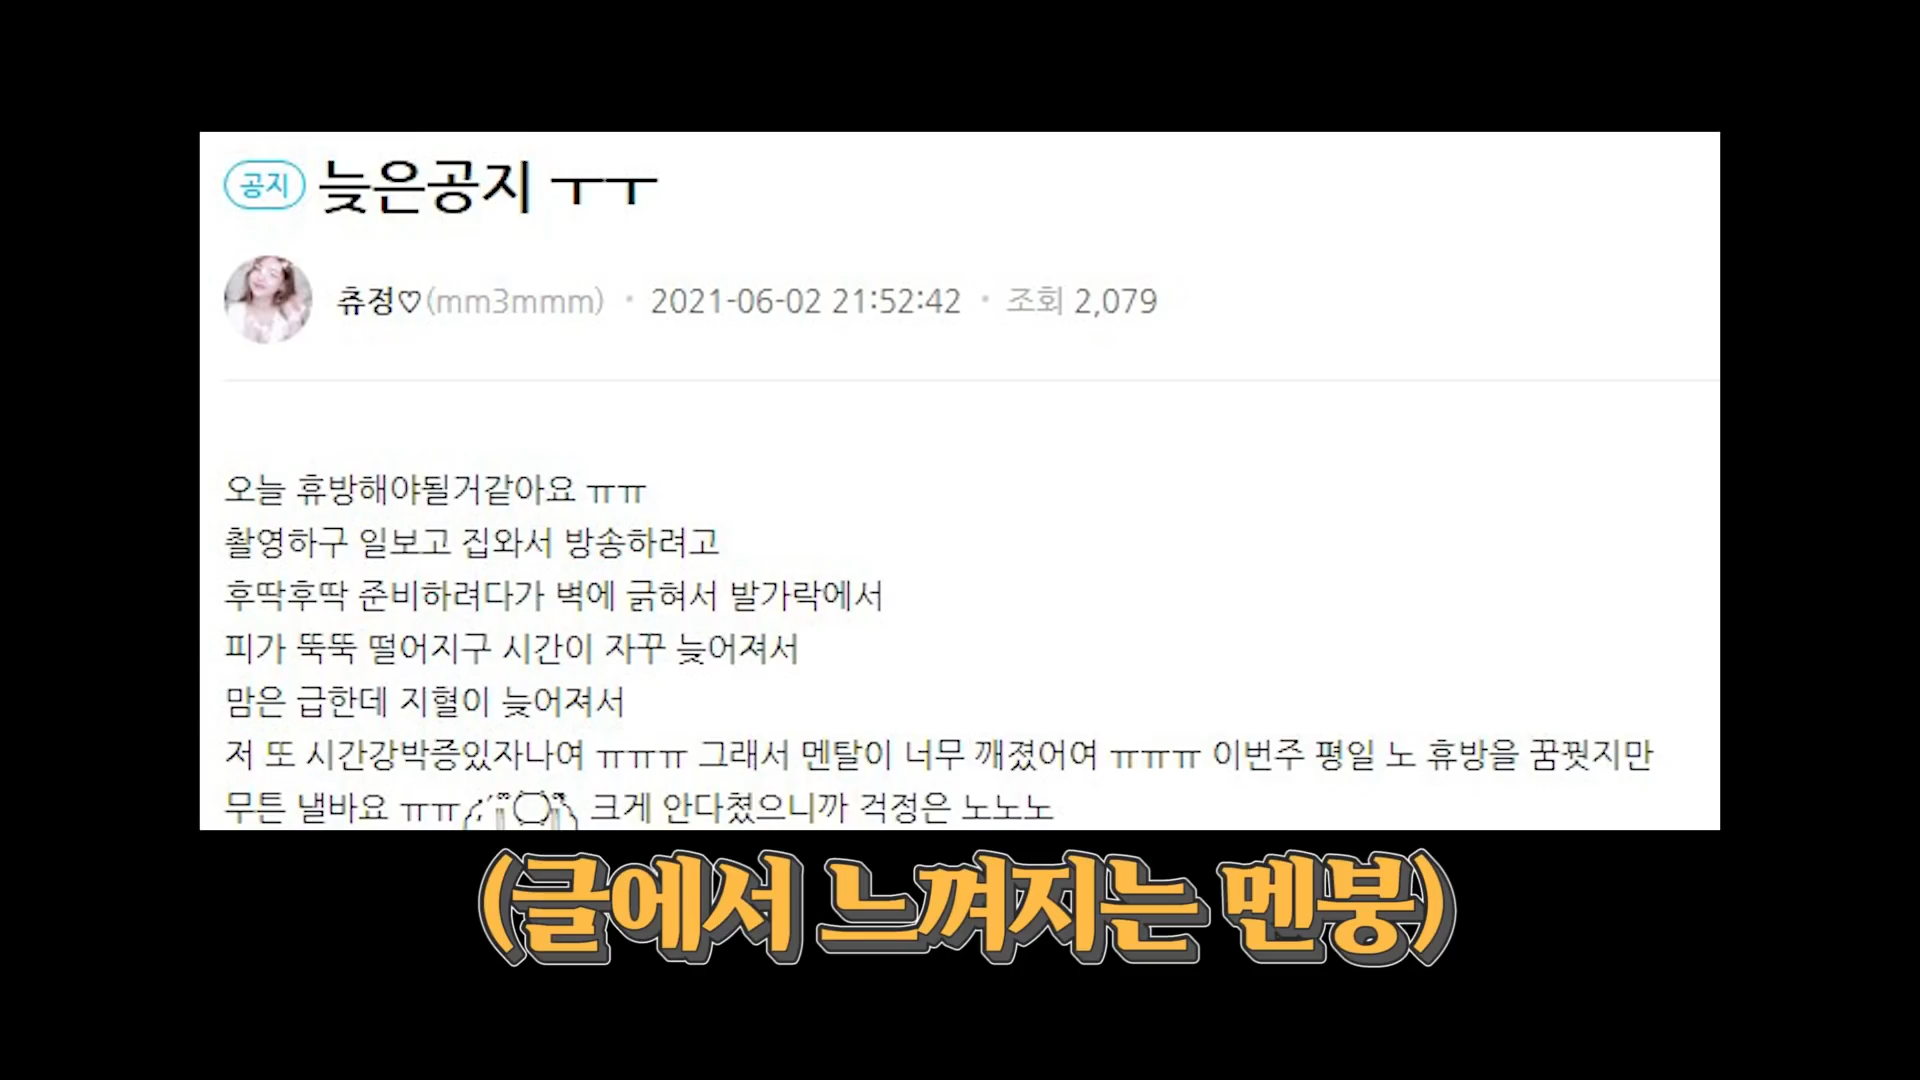 공지 늦은공지 ㅜㅜ
츄정♡(mm3mmm) • 2021-06-02 21:52:42 • 조회 2,079
오늘 휴방해야될거같아요 ㅠㅠ
촬영하구 일보고 집와서 방송하려고
후딱후딱 준비하려다가 벽에 긁혀서 발가락에서
피가 뚝뚝 떨어지구 시간이 자꾸 늦어져서
맘은 급한데 지혈이 늦어져서
저 또 시간강박증있자나여 ㅠㅠㅠ 그래서 멘탈이 너무 깨졌어여 ㅠㅠㅠ 이번주 평일 노 휴방을 꿈꿧지만
무튼 낼바요 ㅠㅠ 크게 안다쳤으니까 걱정은 노노노
(글에서 느껴지는 멘붕)